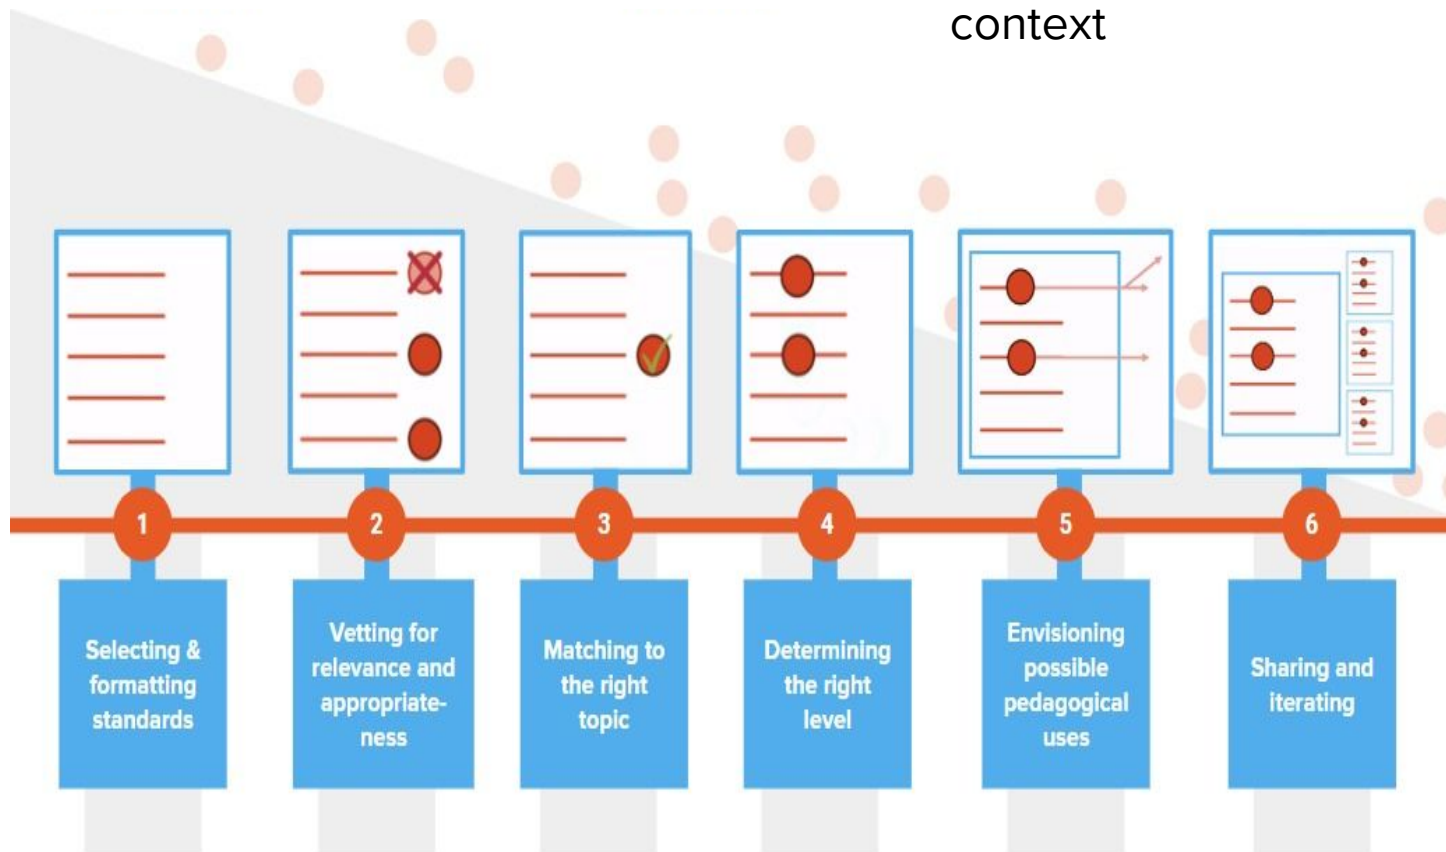 context
1
2
3
4
5
6
Selecting &
formatting
standards
Vetting for
relevance and
appropriate-
ness
Matching to
the right
topic
Determining
the right
level
Envisioning
possible
pedagogical
uses
Sharing and
iterating